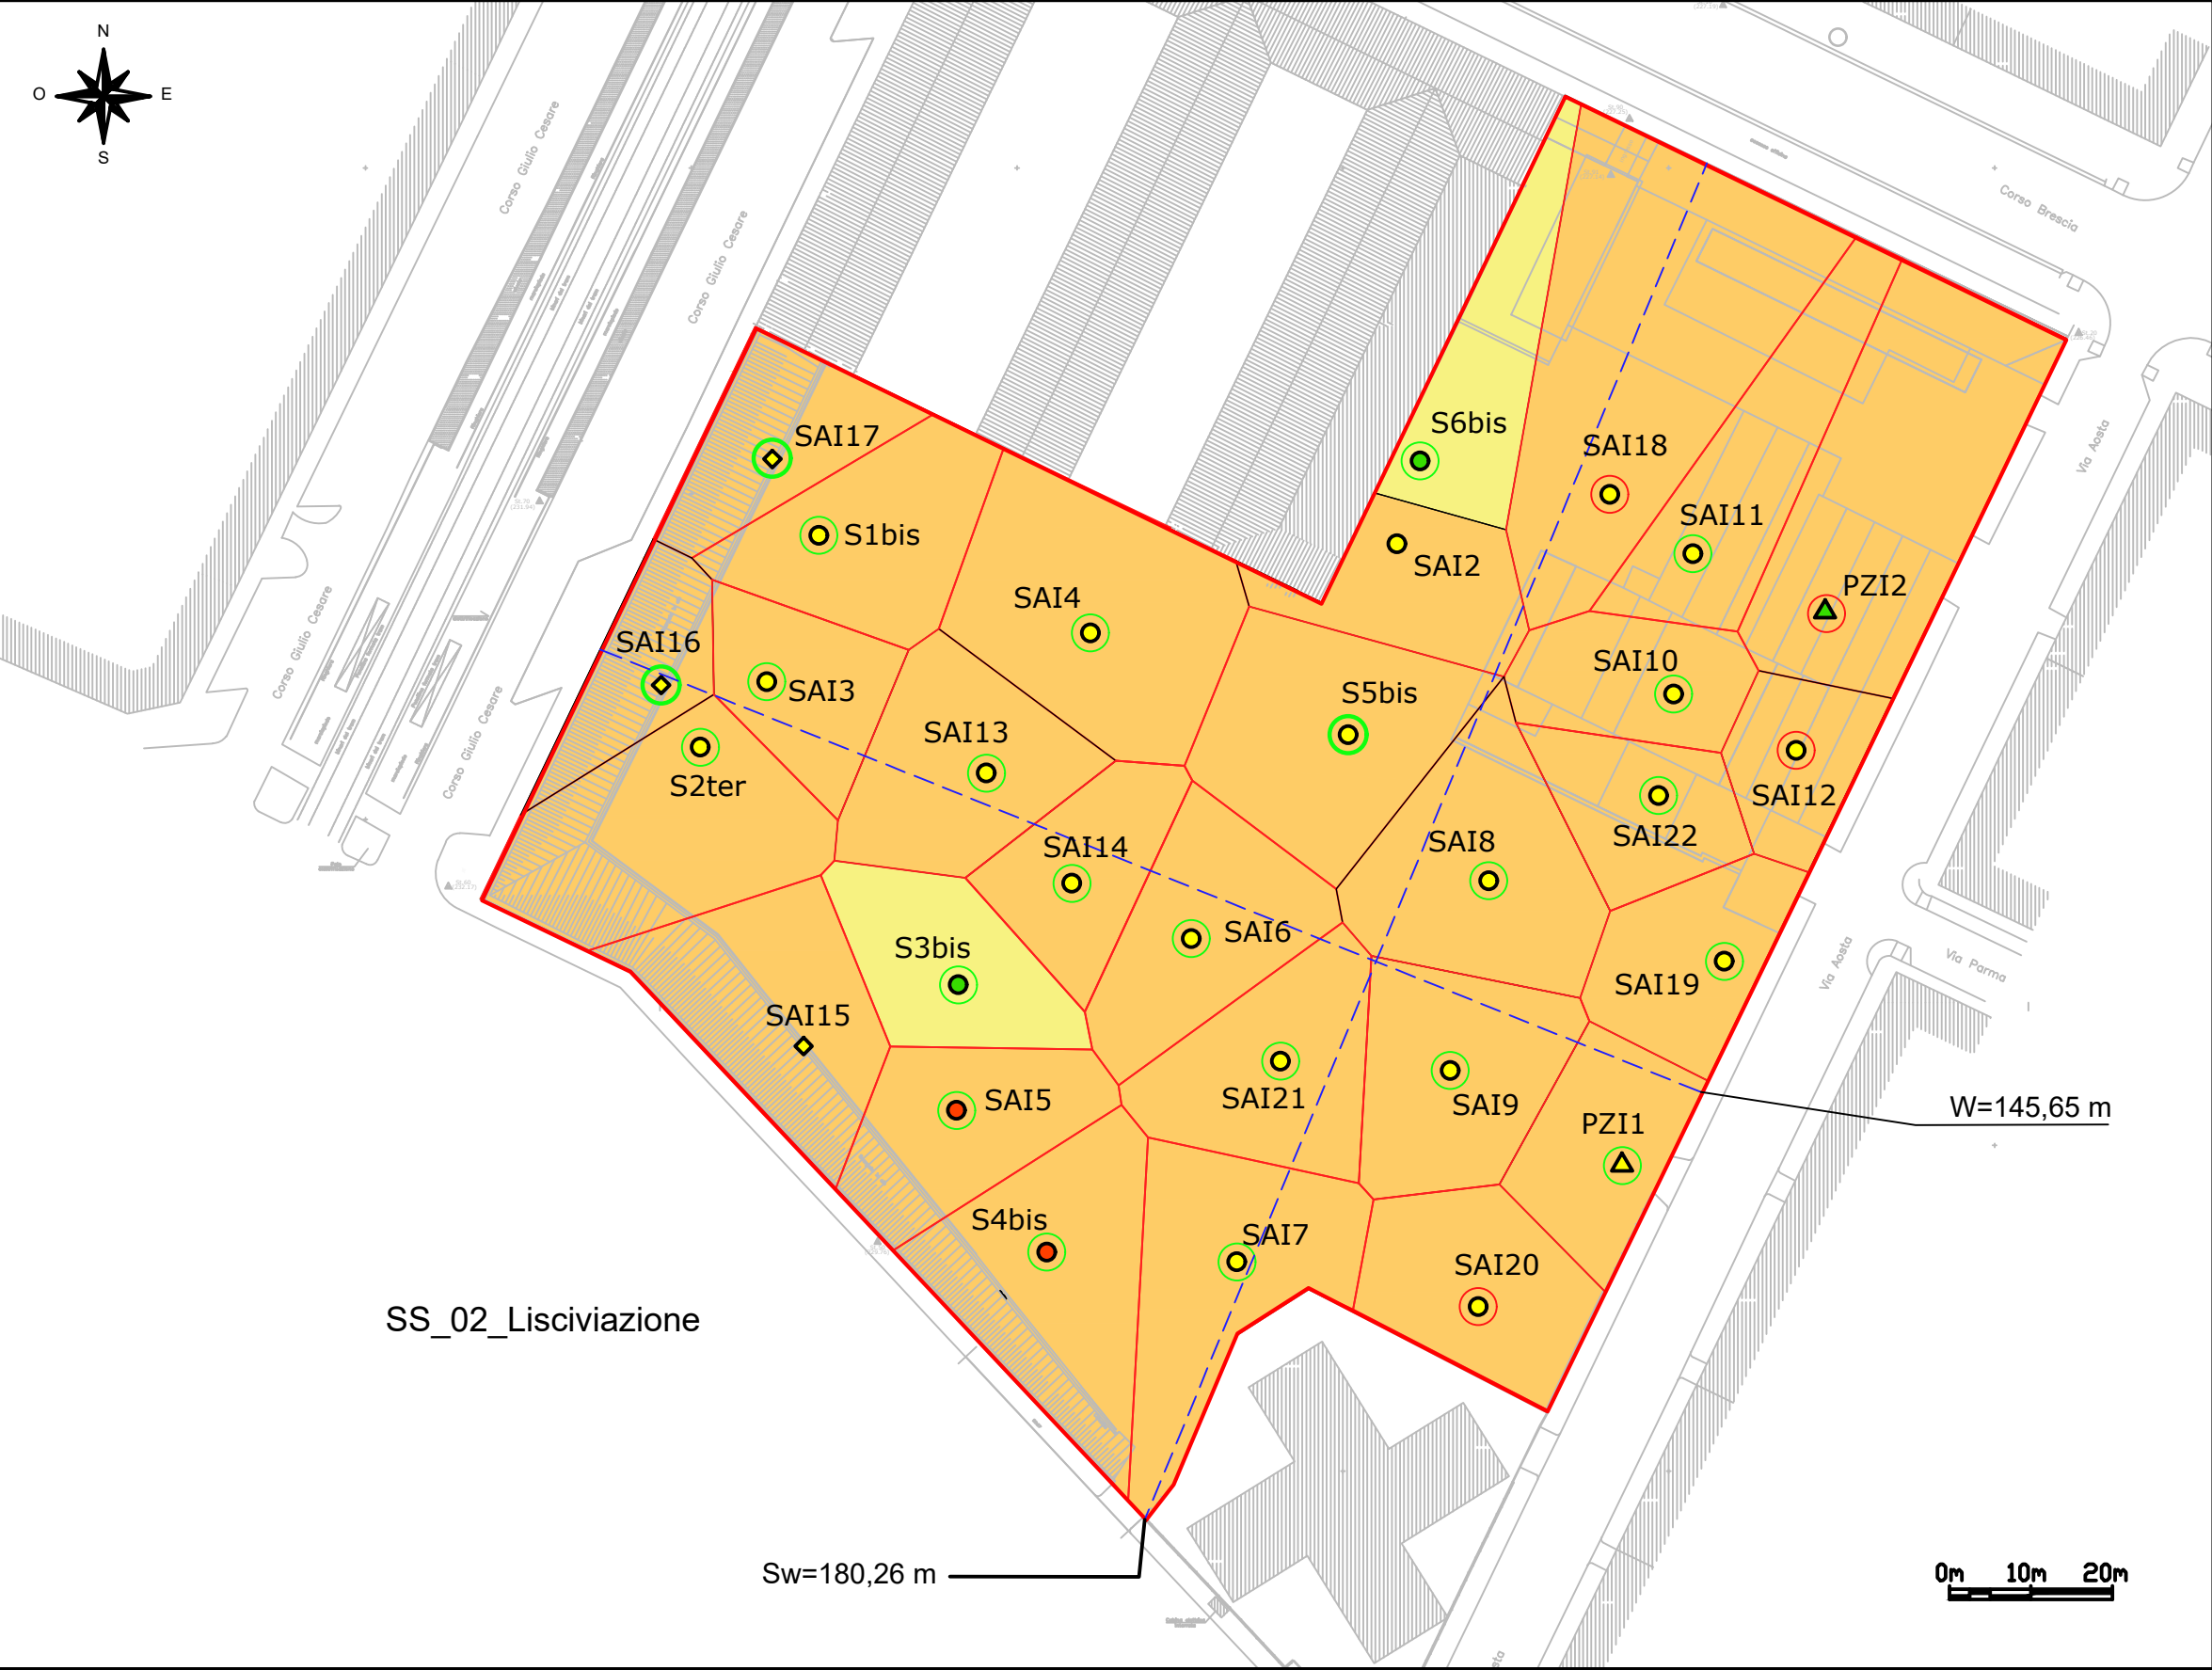 N
O
E
S
Corso Giulio Cesare
Corso Giulio Cesare
Corso Brescia
Via Aosta
SAI17
S6bis
SAI18
S1bis
SAI11
SAI2
PZI2
SAI4
Corso Giulio Cesare
SAI16
SAI10
SAI3
S5bis
Corso Giulio Cesare
SAI13
S2ter
SAI12
SAI22
SAI14
SAI8
SAI6
S3bis
Via Aosta
Via Parma
SAI19
SAI15
SAI5
SAI21
SAI9
W=145,65 m
PZI1
S4bis
SAI7
SAI20
SS_02_Lisciviazione
Sw=180,26 m
0m 10m 20m